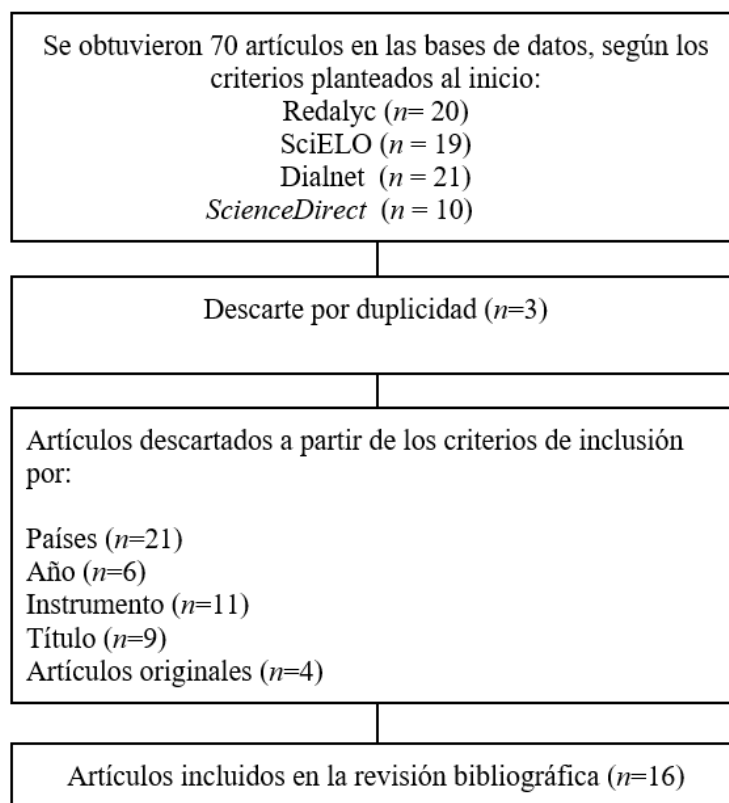 Se obtuvieron 70 artículos en las bases de datos, según los
criterios planteados al inicio:
Redalyc (n= 20)
SciELO (n = 19)
Dialnet (n = 21)
ScienceDirect (n = 10)
Descarte por duplicidad (n=3)
Artículos descartados a partir de los criterios de inclusión
por:
Países (n=21)
Año (n=6)
Instrumento (n=11)
Título (n=9)
Artículos originales (n=4)
Artículos incluidos en la revisión bibliográfica (n=16)